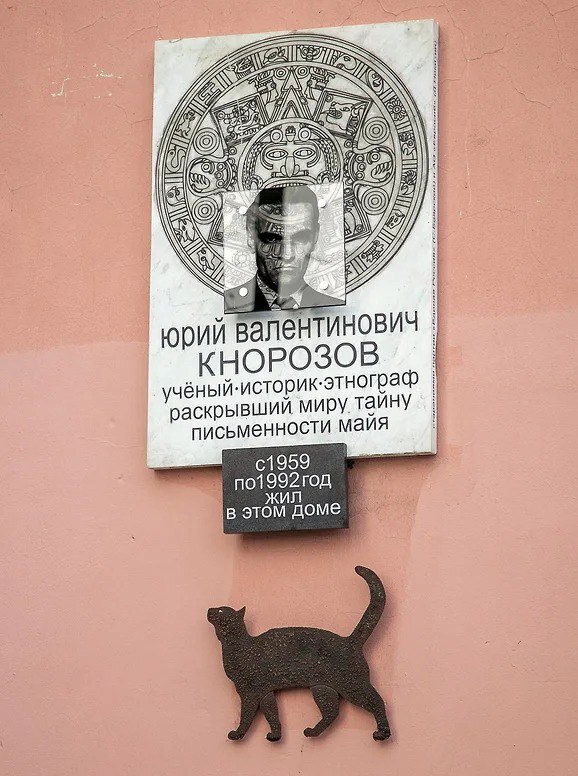 юрий валентинович
КНОРОЗОВ
учёный·историк·этнограф
раскрывший миру тайну
письменности майя
с1959
по1992год
жил
в этом доме